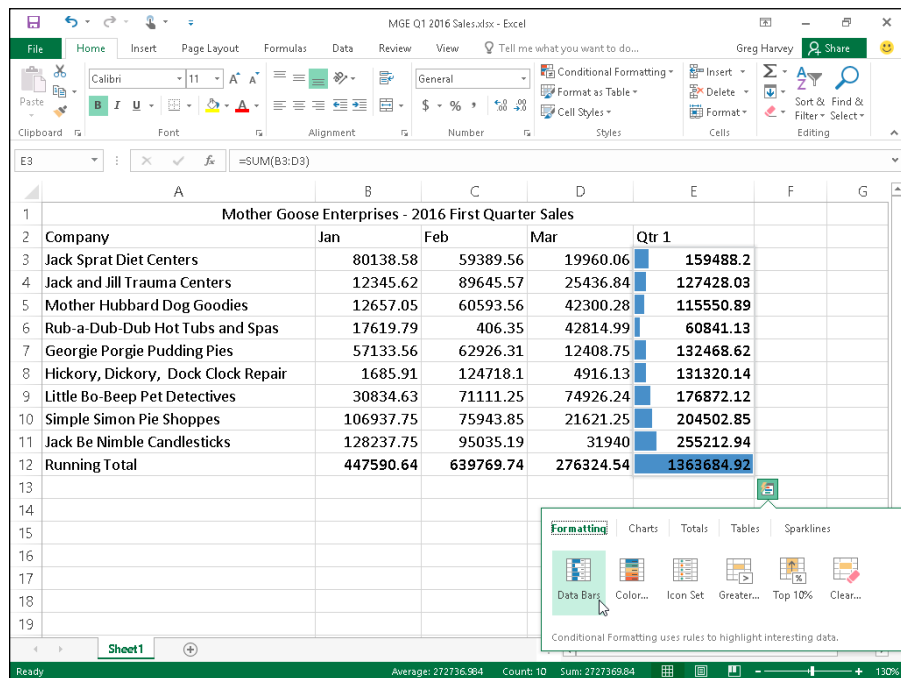 MGE Q1 2016 Sales.xlsx - Excel
File Home Insert Page Layout Formulas Data Review View Tell me what you want to do... Greg Harvey Share
Paste
Calibri 11 A A
B I U A
General
$ % ,
Conditional Formatting
Format as Table
Cell Styles
Insert
Delete
Format
Sort & Filter
Find & Select
Clipboard Font Alignment Number Styles Cells Editing
E3 fx =SUM(B3:D3)
A B C D E F G
1 Mother Goose Enterprises - 2016 First Quarter Sales
2 Company Jan Feb Mar Qtr 1
3 Jack Sprat Diet Centers 80138.58 59389.56 19960.06 159488.2
4 Jack and Jill Trauma Centers 12345.62 89645.57 25436.84 127428.03
5 Mother Hubbard Dog Goodies 12657.05 60593.56 42300.28 115550.89
6 Rub-a-Dub-Dub Hot Tubs and Spas 17619.79 406.35 42814.99 60841.13
7 Georgie Porgie Pudding Pies 57133.56 62926.31 12408.75 132468.62
8 Hickory, Dickory, Dock Clock Repair 1685.91 124718.1 4916.13 131320.14
9 Little Bo-Beep Pet Detectives 30834.63 71111.25 74926.24 176872.12
10 Simple Simon Pie Shoppes 106937.75 75943.85 21621.25 204502.85
11 Jack Be Nimble Candlesticks 128237.75 95035.19 31940 255212.94
12 Running Total 447590.64 639769.74 276324.54 1363684.92
13
14
15
16
17
18
19
Formatting Charts Totals Tables Sparklines
Data Bars Color... Icon Set Greater... Top 10% Clear...
Conditional Formatting uses rules to highlight interesting data.
Sheet1
Ready Average: 272736.984 Count: 10 Sum: 2727369.84 130%